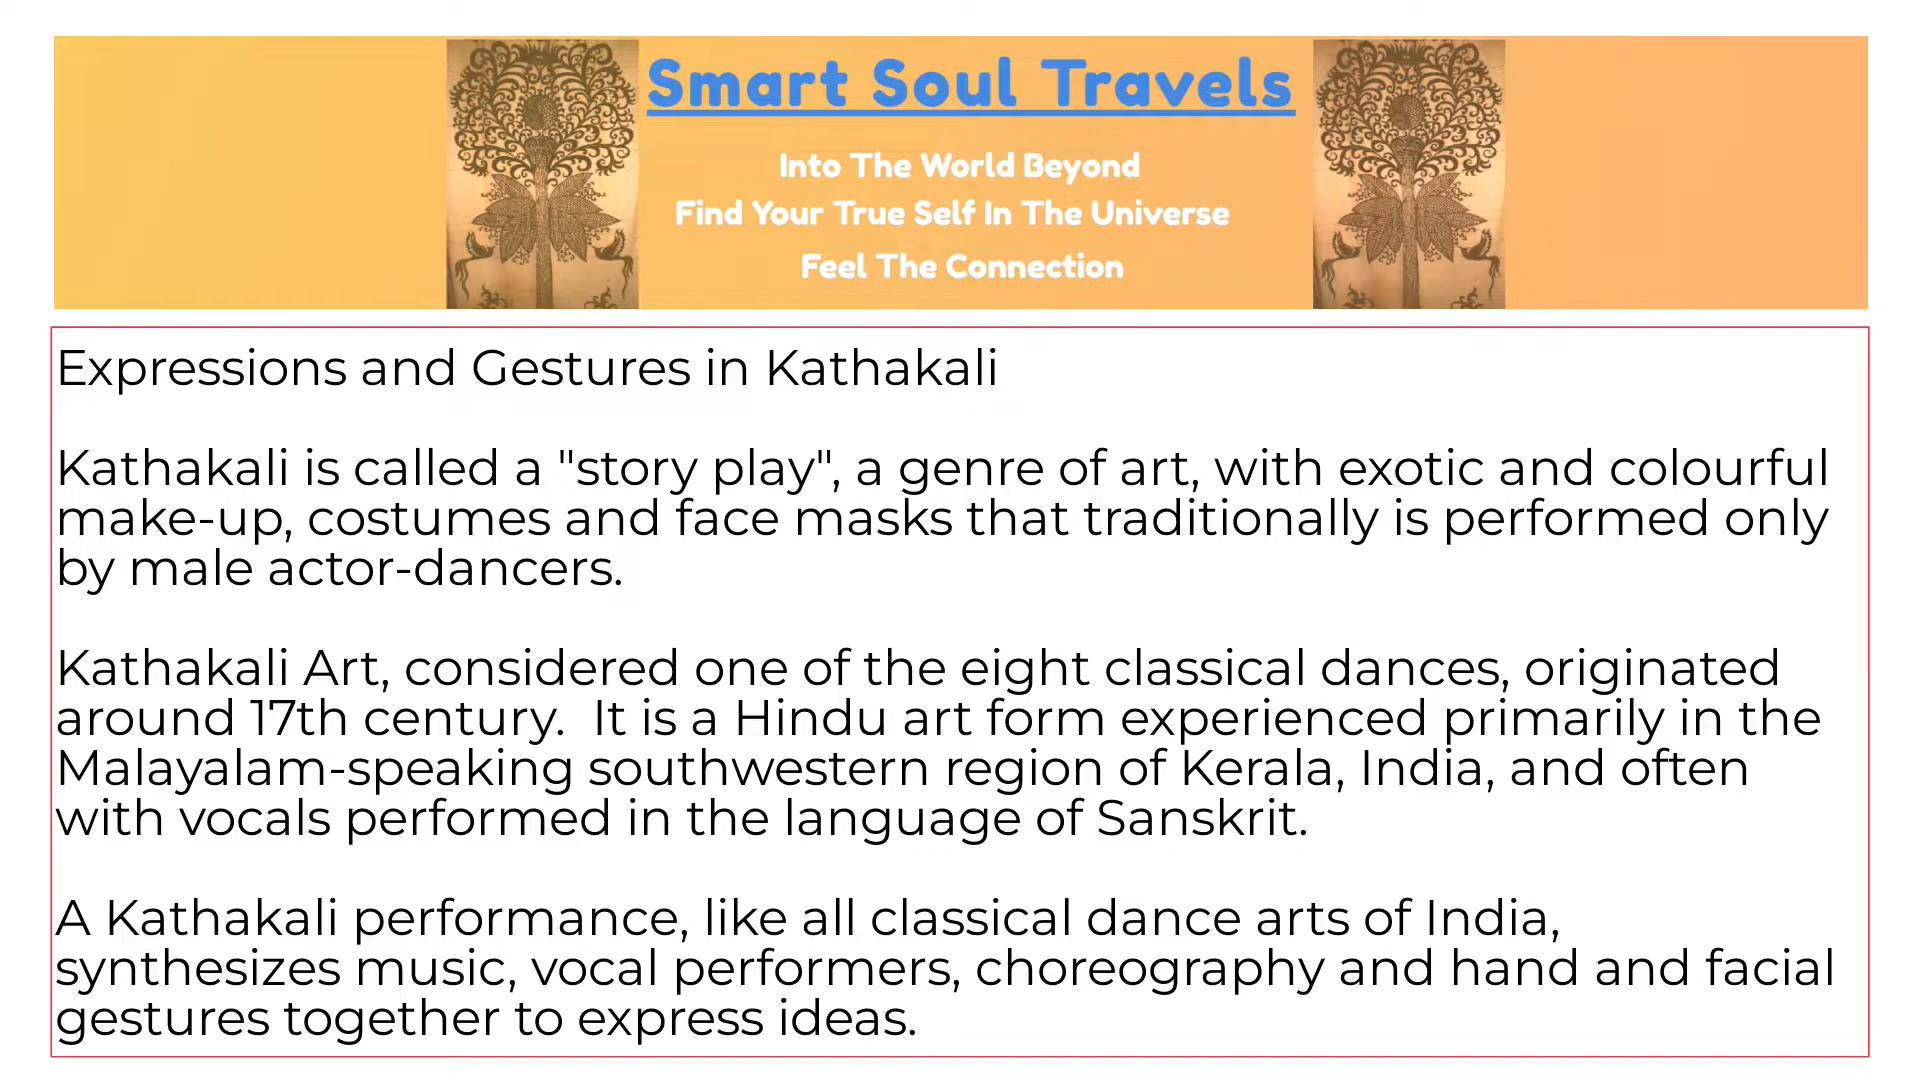 Smart Soul Travels
Into The World Beyond
Find Your True Self In The Universe
Feel The Connection
Expressions and Gestures in Kathakali
Kathakali is called a "story play", a genre of art, with exotic and colourful
make-up, costumes and face masks that traditionally is performed only
by male actor-dancers.
Kathakali Art, considered one of the eight classical dances, originated
around 17th century.  It is a Hindu art form experienced primarily in the
Malayalam-speaking southwestern region of Kerala, India, and often
with vocals performed in the language of Sanskrit.
A Kathakali performance, like all classical dance arts of India,
synthesizes music, vocal performers, choreography and hand and facial
gestures together to express ideas.